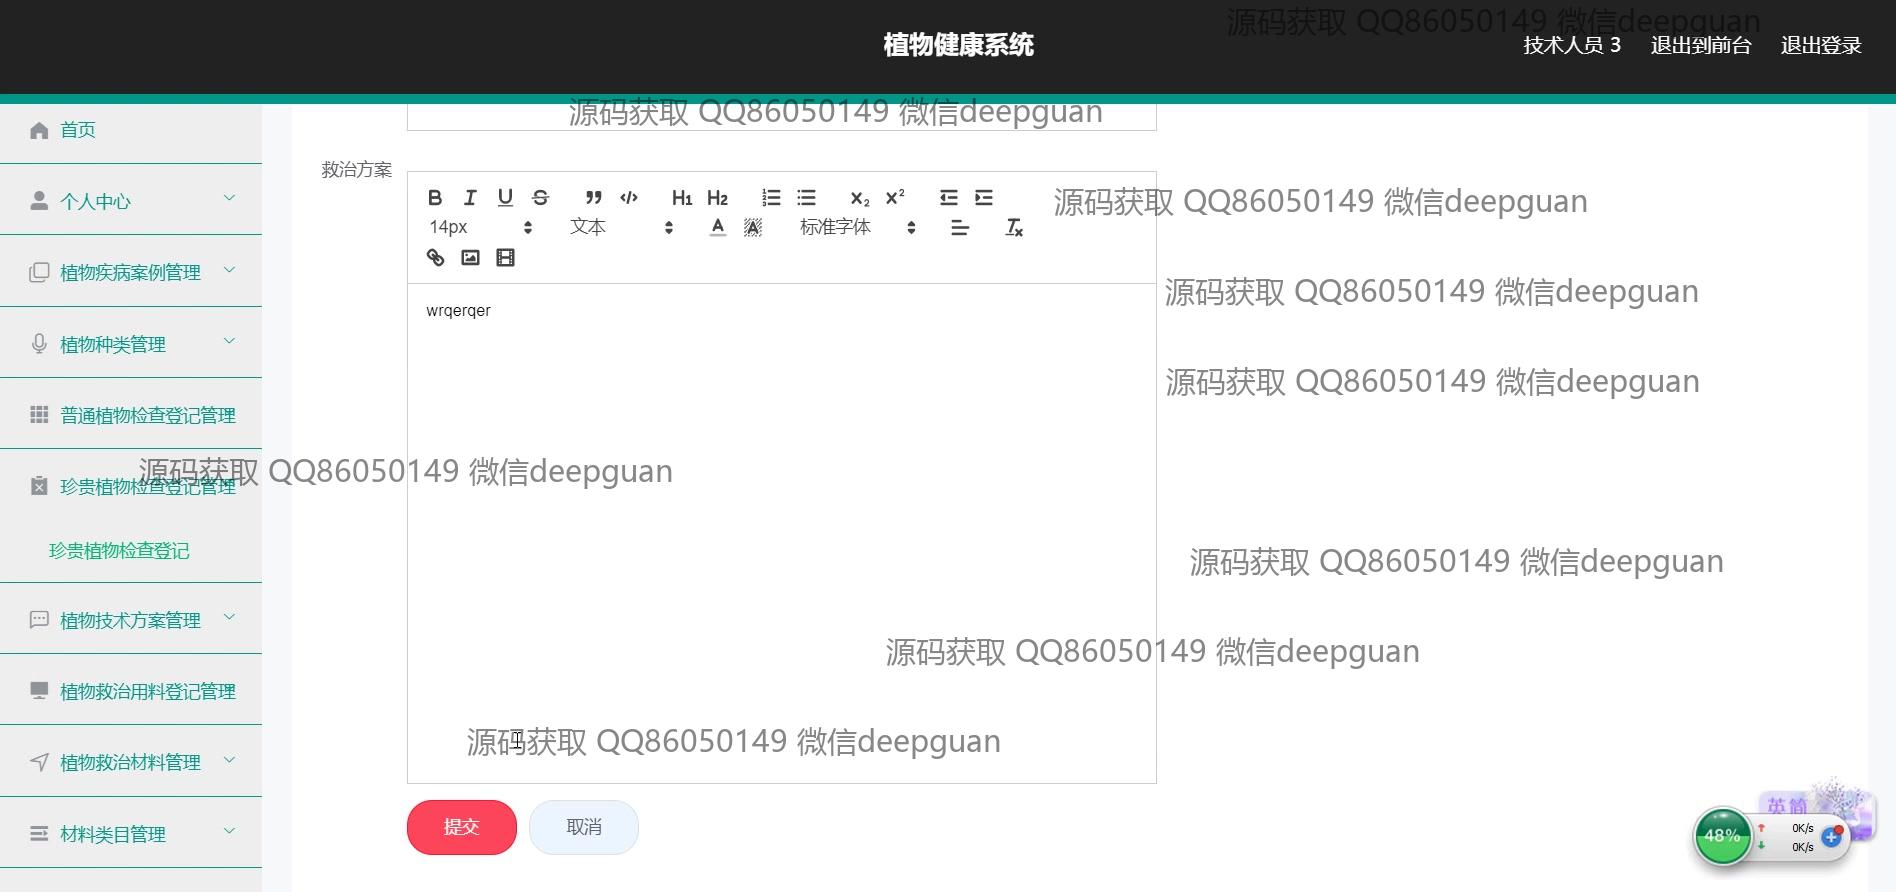 源码获取 QQ86050149 微信deepguan
植物健康系统
技术人员 3
退出到前台
退出登录
源码获取 QQ86050149 微信deepguan
首页
救治方案
个人中心
源码获取 QQ86050149 微信deepguan
B I U S H1 H2 X2 X2
14px 文本 A A 标准字体 Tx
植物疾病案例管理
源码获取 QQ86050149 微信deepguan
wrqerqer
植物种类管理
源码获取 QQ86050149 微信deepguan
普通植物检查登记管理
源码获取 QQ86050149 微信deepguan
珍贵植物检查登记管理
珍贵植物检查登记
源码获取 QQ86050149 微信deepguan
植物技术方案管理
源码获取 QQ86050149 微信deepguan
植物救治用料登记管理
源码获取 QQ86050149 微信deepguan
植物救治材料管理
英简
提交
取消
材料类目管理
48%
0K/s
0K/s